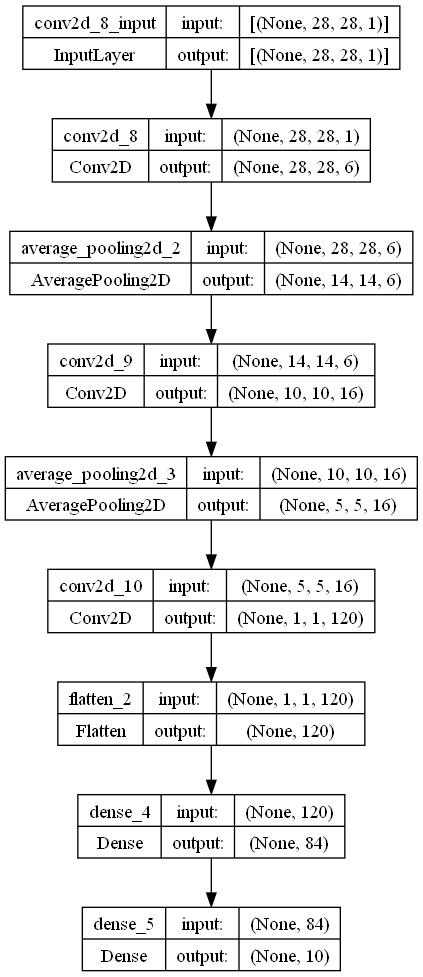 conv2d_8_input input: [(None, 28, 28, 1)]
InputLayer output: [(None, 28, 28, 1)]
conv2d_8 input: (None, 28, 28, 1)
Conv2D output: (None, 28, 28, 6)
average_pooling2d_2 input: (None, 28, 28, 6)
AveragePooling2D output: (None, 14, 14, 6)
conv2d_9 input: (None, 14, 14, 6)
Conv2D output: (None, 10, 10, 16)
average_pooling2d_3 input: (None, 10, 10, 16)
AveragePooling2D output: (None, 5, 5, 16)
conv2d_10 input: (None, 5, 5, 16)
Conv2D output: (None, 1, 1, 120)
flatten_2 input: (None, 1, 1, 120)
Flatten output: (None, 120)
dense_4 input: (None, 120)
Dense output: (None, 84)
dense_5 input: (None, 84)
Dense output: (None, 10)